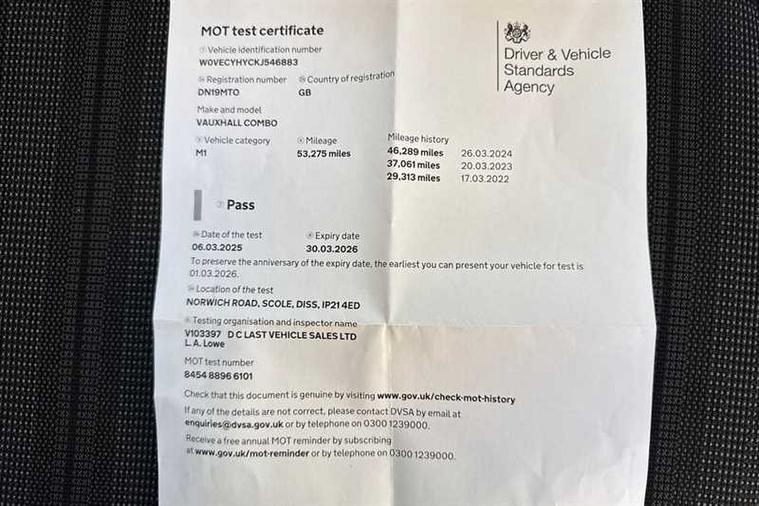 MOT test certificate
Vehicle identification number
W0VECYHYCKJ546883
Registration number Country of registration
DN19MTO GB
Make and model
VAUXHALL COMBO
Vehicle category Mileage Mileage history
M1 53,275 miles 46,289 miles 26.03.2024
37,061 miles 20.03.2023
29,313 miles 17.03.2022
Driver & Vehicle
Standards
Agency
Pass
Date of the test Expiry date
06.03.2025 30.03.2026
To preserve the anniversary of the expiry date, the earliest you can present your vehicle for test is
01.03.2026.
Location of the test
NORWICH ROAD, SCOLE, DISS, IP21 4ED
Testing organisation and inspector name
V103397 D C LAST VEHICLE SALES LTD
L. A. Lowe
MOT test number
8454 8896 6101
Check that this document is genuine by visiting www.gov.uk/check-mot-history
If any of the details are not correct, please contact DVSA by email at
enquiries@dvsa.gov.uk or by telephone on 0300 1239000.
Receive a free annual MOT reminder by subscribing
at www.gov.uk/mot-reminder or by telephone on 0300 1239000.